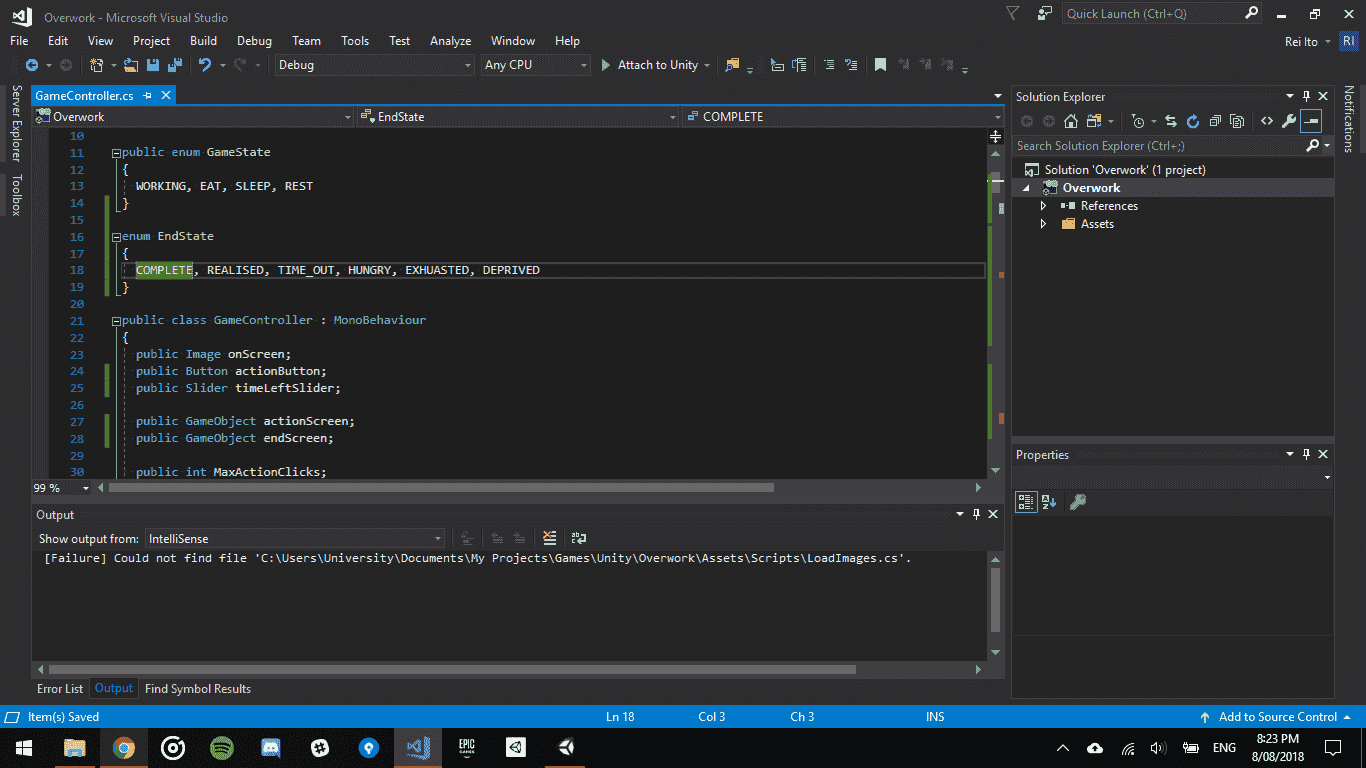 Overwork - Microsoft Visual Studio
Quick Launch (Ctrl+Q)
File Edit View Project Build Debug Team Tools Test Analyze Window Help
Rei Ito RI
Debug Any CPU Attach to Unity
Server Explorer
Toolbox
GameController.cs
Overwork EndState COMPLETE
10
11 public enum GameState
12 {
13 WORKING, EAT, SLEEP, REST
14 }
15
16 enum EndState
17 {
18 COMPLETE, REALISED, TIME_OUT, HUNGRY, EXHUASTED, DEPRIVED
19 }
20
21 public class GameController : MonoBehaviour
22 {
23 public Image onScreen;
24 public Button actionButton;
25 public Slider timeLeftSlider;
26
27 public GameObject actionScreen;
28 public GameObject endScreen;
29
30 public int MaxActionClicks;
99 %
Output
Show output from: IntelliSense
[Failure] Could not find file 'C:\Users\University\Documents\My Projects\Games\Unity\Overwork\Assets\Scripts\LoadImages.cs'.
Error List Output Find Symbol Results
Solution Explorer
Search Solution Explorer (Ctrl+;)
Solution 'Overwork' (1 project)
Overwork
References
Assets
Properties
Notifications
Item(s) Saved Ln 18 Col 3 Ch 3 INS Add to Source Control
EPIC
GAMES
ENG
8:23 PM
8/08/2018